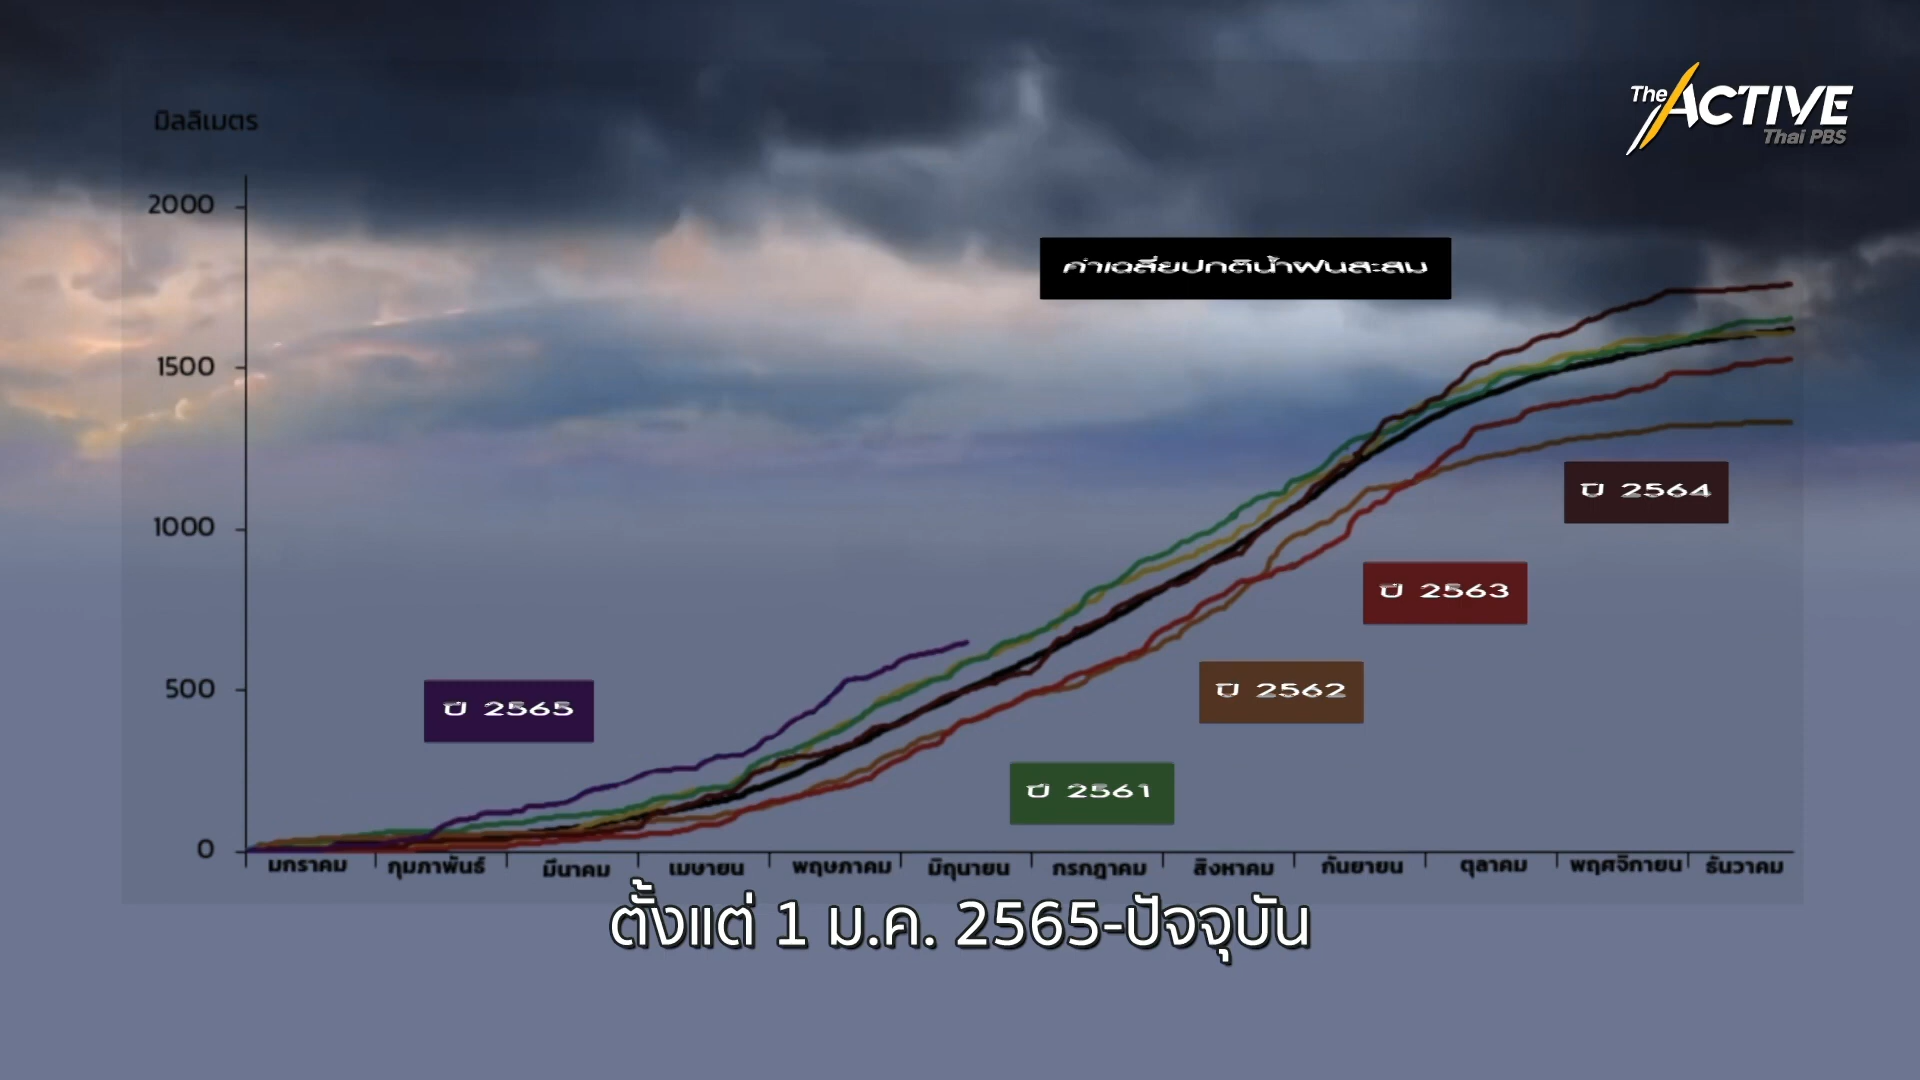 The ACTIVE
Thai PBS
มิลลิเมตร
2000
1500
1000
500
0
ค่าเฉลี่ยปกติน้ำฝนสะสม
ปี 2564
ปี 2563
ปี 2562
ปี 2565
ปี 2561
มกราคม กุมภาพันธ์ มีนาคม เมษายน พฤษภาคม มิถุนายน กรกฎาคม สิงหาคม กันยายน ตุลาคม พฤศจิกายน ธันวาคม
ตั้งแต่ 1 ม.ค. 2565-ปัจจุบัน